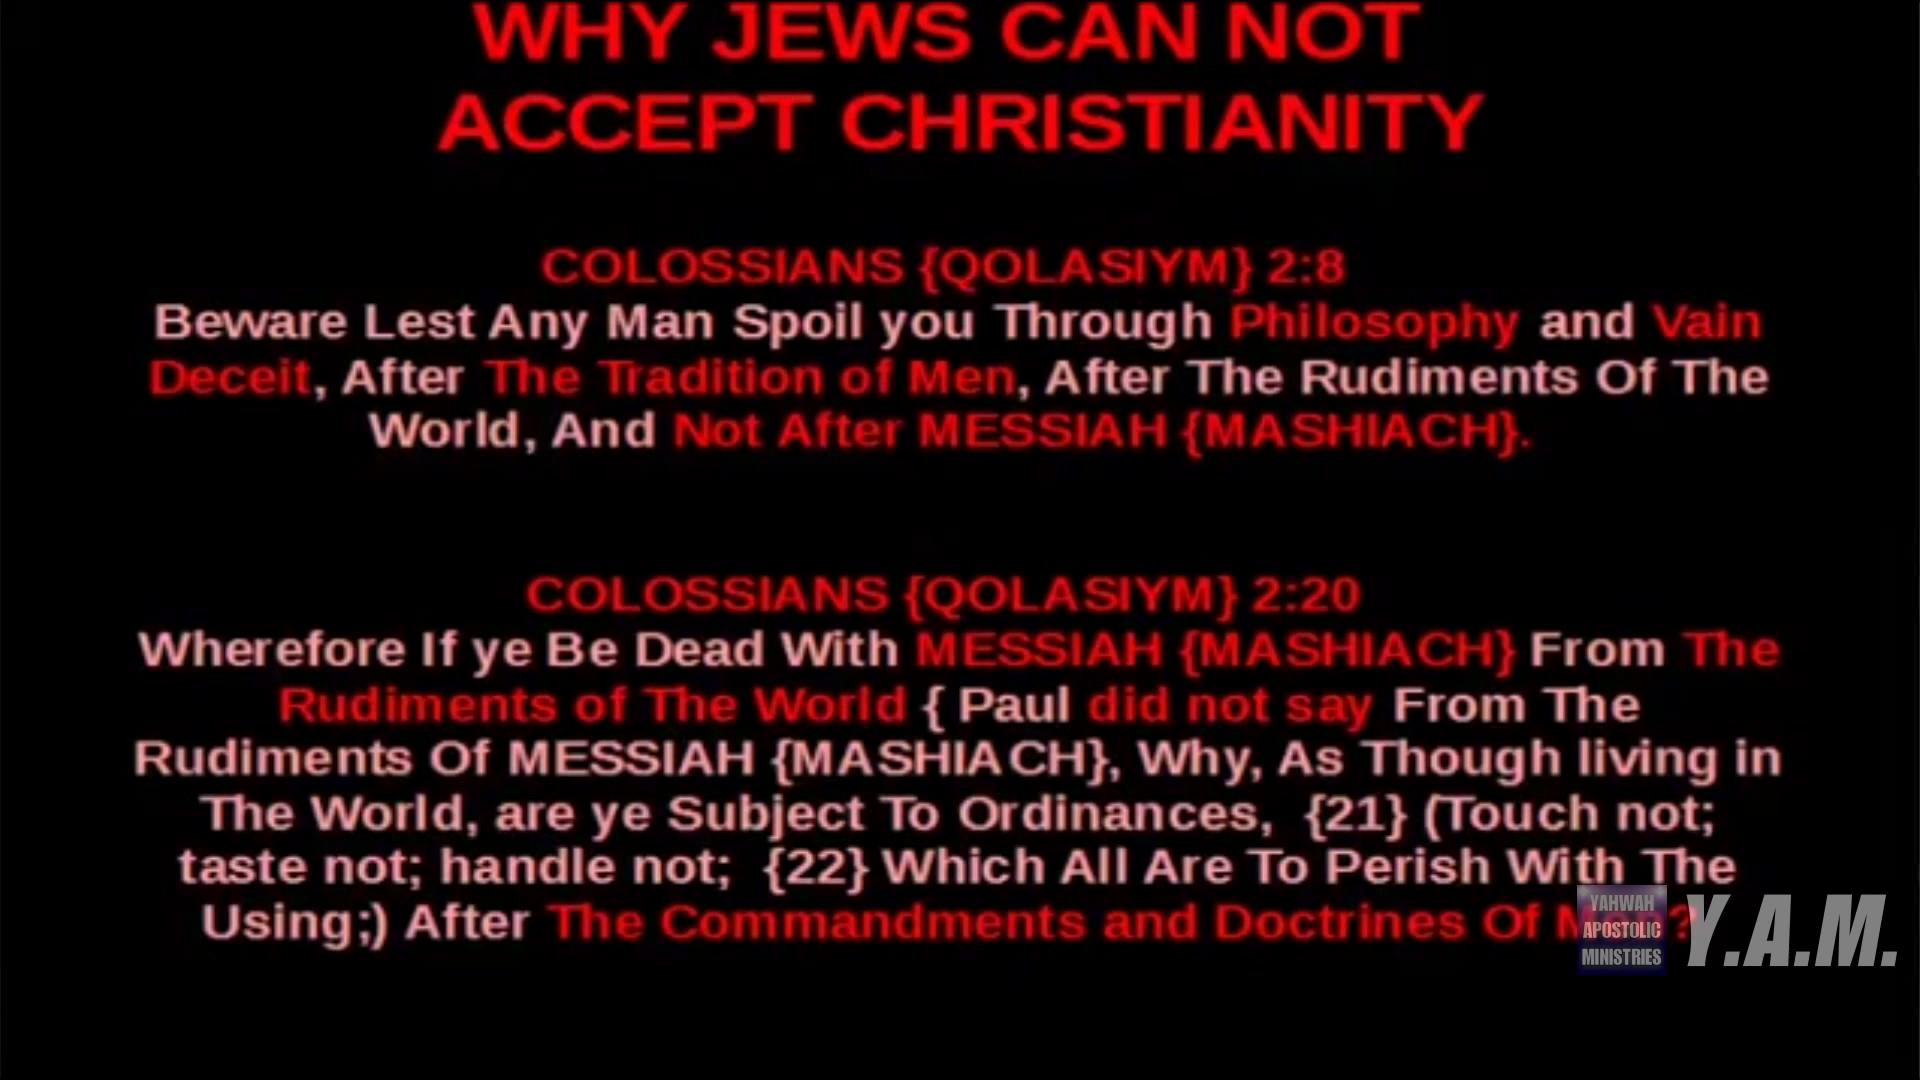 WHY JEWS CAN NOT
ACCEPT CHRISTIANITY
COLOSSIANS {QOLASIYM} 2:8
Beware Lest Any Man Spoil you Through Philosophy and Vain
Deceit, After The Tradition of Men, After The Rudiments Of The
World, And Not After MESSIAH {MASHIACH}.
COLOSSIANS {QOLASIYM} 2:20
Wherefore If ye Be Dead With MESSIAH {MASHIACH} From The
Rudiments of The World { Paul did not say From The
Rudiments Of MESSIAH {MASHIACH}, Why, As Though living in
The World, are ye Subject To Ordinances, {21} (Touch not;
taste not; handle not; {22} Which All Are To Perish With The
Using;) After The Commandments and Doctrines Of
YAHWAH
APOSTOLIC
MINISTRIES
Y.A.M.